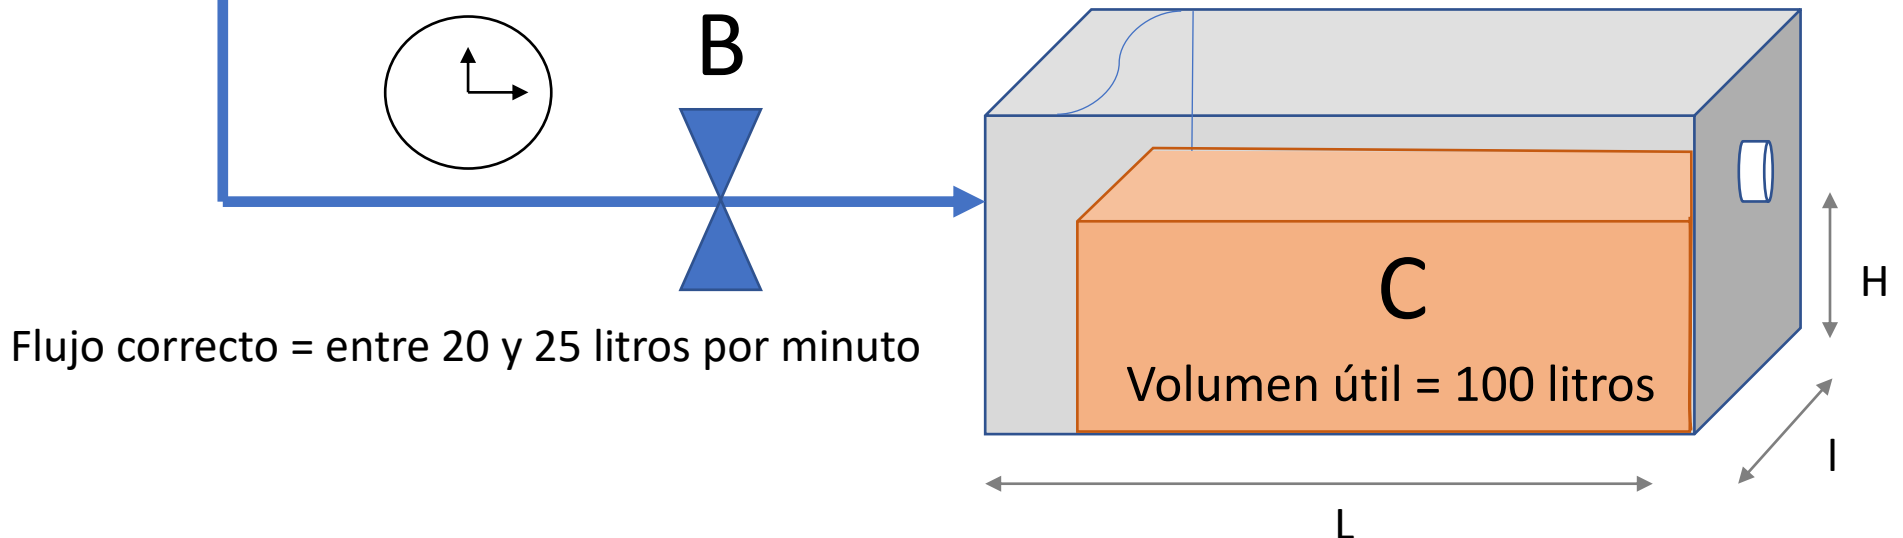 B
C
H
Flujo correcto = entre 20 y 25 litros por minuto
Volumen útil = 100 litros
l
L